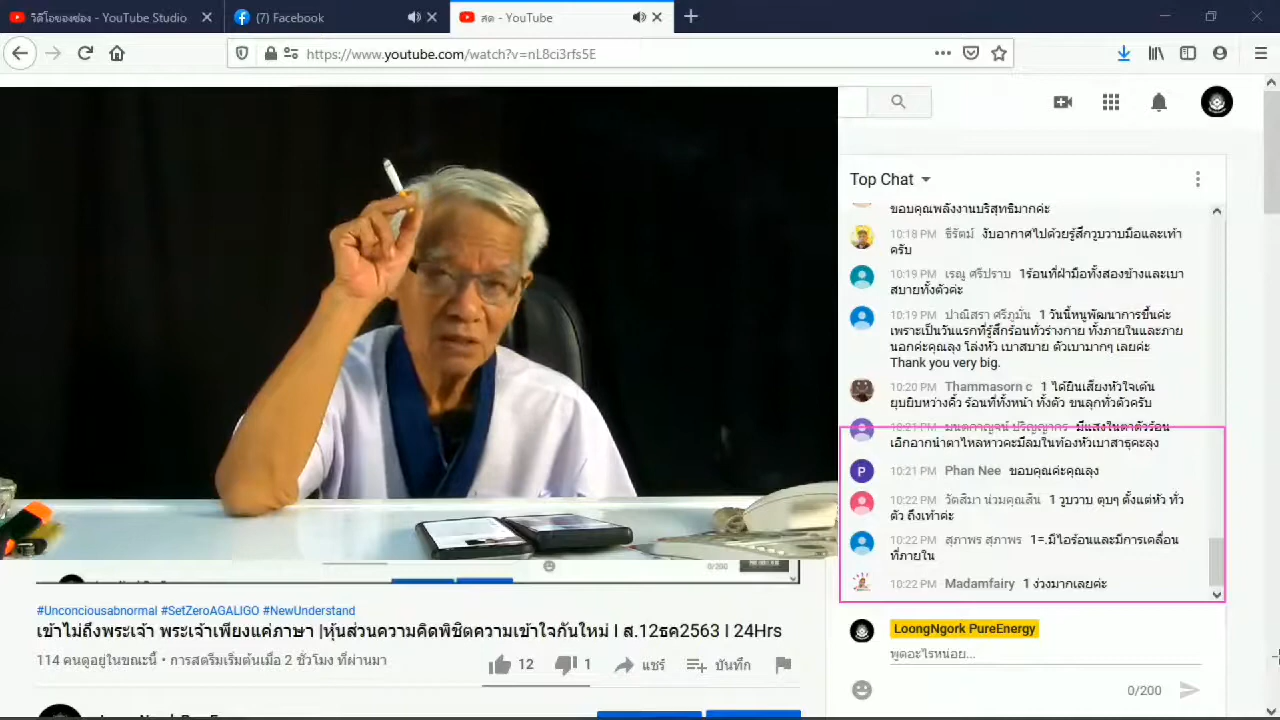 วิดีโอของช่อง - YouTube Studio
(7) Facebook
สด - YouTube
https://www.youtube.com/watch?v=nL8ci3rfs5E
Top Chat
ขอบคุณพลังงานบริสุทธิ์มากค่ะ
10:18 PM ธีรัตม์ งับอากาศไปด้วยรู้สึกวูบวาบมือและเท้า
ครับ
10:19 PM เรณู ศรีปราบ 1ร้อนที่ฝ่ามือทั้งสองข้างและเบา
สบายทั้งตัวค่ะ
10:19 PM ปาณิสรา ศรีภูมั่น 1 วันนี้หนูพัฒนาการขึ้นค่ะ
เพราะเป็นวันแรกที่รู้สึกร้อนทั่วร่างกาย ทั้งภายในและภาย
นอกค่ะคุณลุง โล่งหัว เบาสบาย ตัวเบามากๆ เลยค่ะ
Thank you very big.
10:20 PM Thammasorn c 1 ได้ยินเสียงหัวใจเต้น
ยุบยิบหว่างคิ้ว ร้อนที่ทั้งหน้า ทั้งตัว ขนลุกทั่วตัวครับ
10:21 PM มีแสงในตาตัวร้อน
เอิกอากน้ำตาไหลหาวคะมีลมในท้องหัวเบาสาธุคะลุง
10:21 PM Phan Nee ขอบคุณค่ะคุณลุง
10:22 PM วัตสิมา น่วมคุณสิน 1 วูบวาบ ตุบๆ ตั้งแต่หัว ทั่ว
ตัว ถึงเท้าค่ะ
10:22 PM สุภาพร สุภาพร 1=.มีไอร้อนและมีการเคลื่อน
ที่ภายใน
10:22 PM Madamfairy 1 ง่วงมากเลยค่ะ
LoongNgork PureEnergy
พูดอะไรหน่อย...
0/200
0/200
#Unconciousabnormal #SetZeroAGALIGO #NewUnderstand
เข้าไม่ถึงพระเจ้า พระเจ้าเพียงแค่ภาษา |หุ้นส่วนความคิดพิชิตความเข้าใจกันใหม่ I ส.12ธค2563 I 24Hrs
114 คนดูอยู่ในขณะนี้ • การสตรีมเริ่มต้นเมื่อ 2 ชั่วโมง ที่ผ่านมา
12 1 แชร์ บันทึก